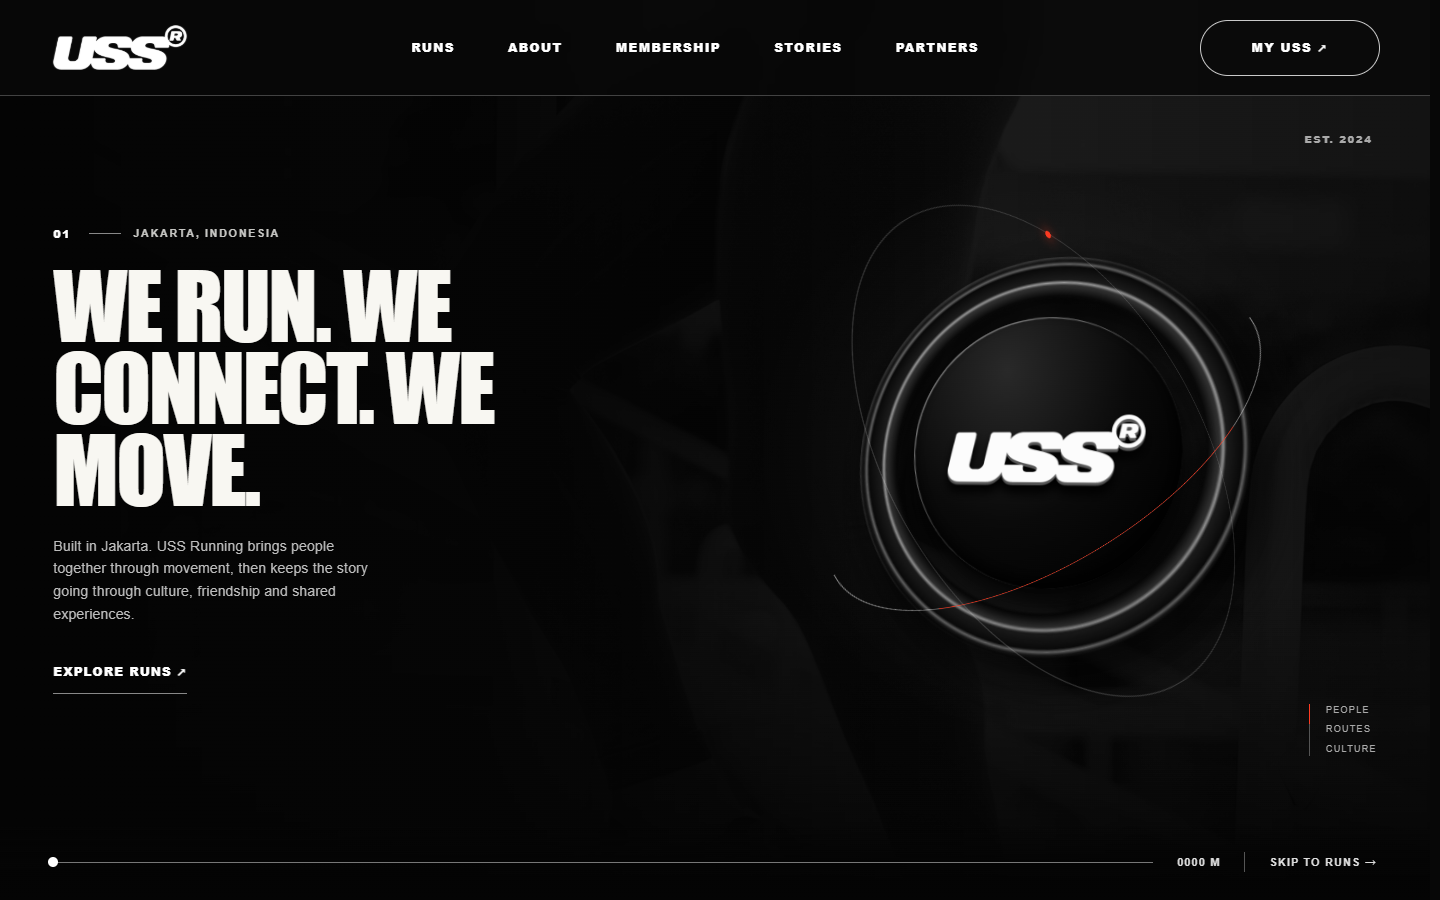 USS®
RUNS
ABOUT
MEMBERSHIP
STORIES
PARTNERS
MY USS ↗
EST. 2024
01
JAKARTA, INDONESIA
WE RUN. WE
CONNECT. WE
MOVE.
Built in Jakarta. USS Running brings people
together through movement, then keeps the story
going through culture, friendship and shared
experiences.
EXPLORE RUNS ↗
USS®
PEOPLE
ROUTES
CULTURE
0000 M
SKIP TO RUNS →